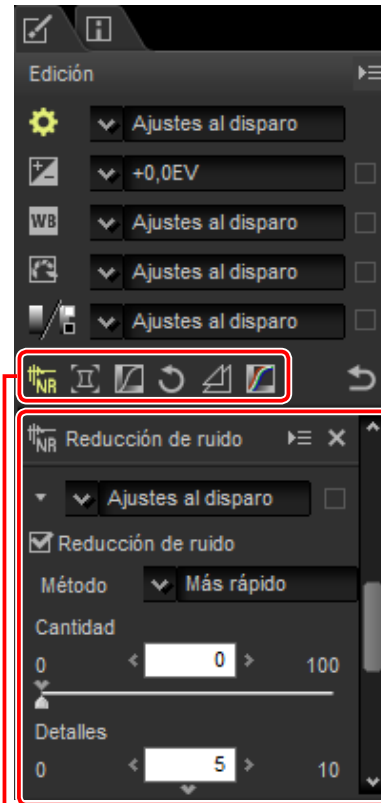 Edición
Ajustes al disparo
+0,0EV
WB Ajustes al disparo
Ajustes al disparo
Ajustes al disparo
NR
NR Reducción de ruido
Ajustes al disparo
Reducción de ruido
Método Más rápido
Cantidad
0 0 100
Detalles
0 5 10